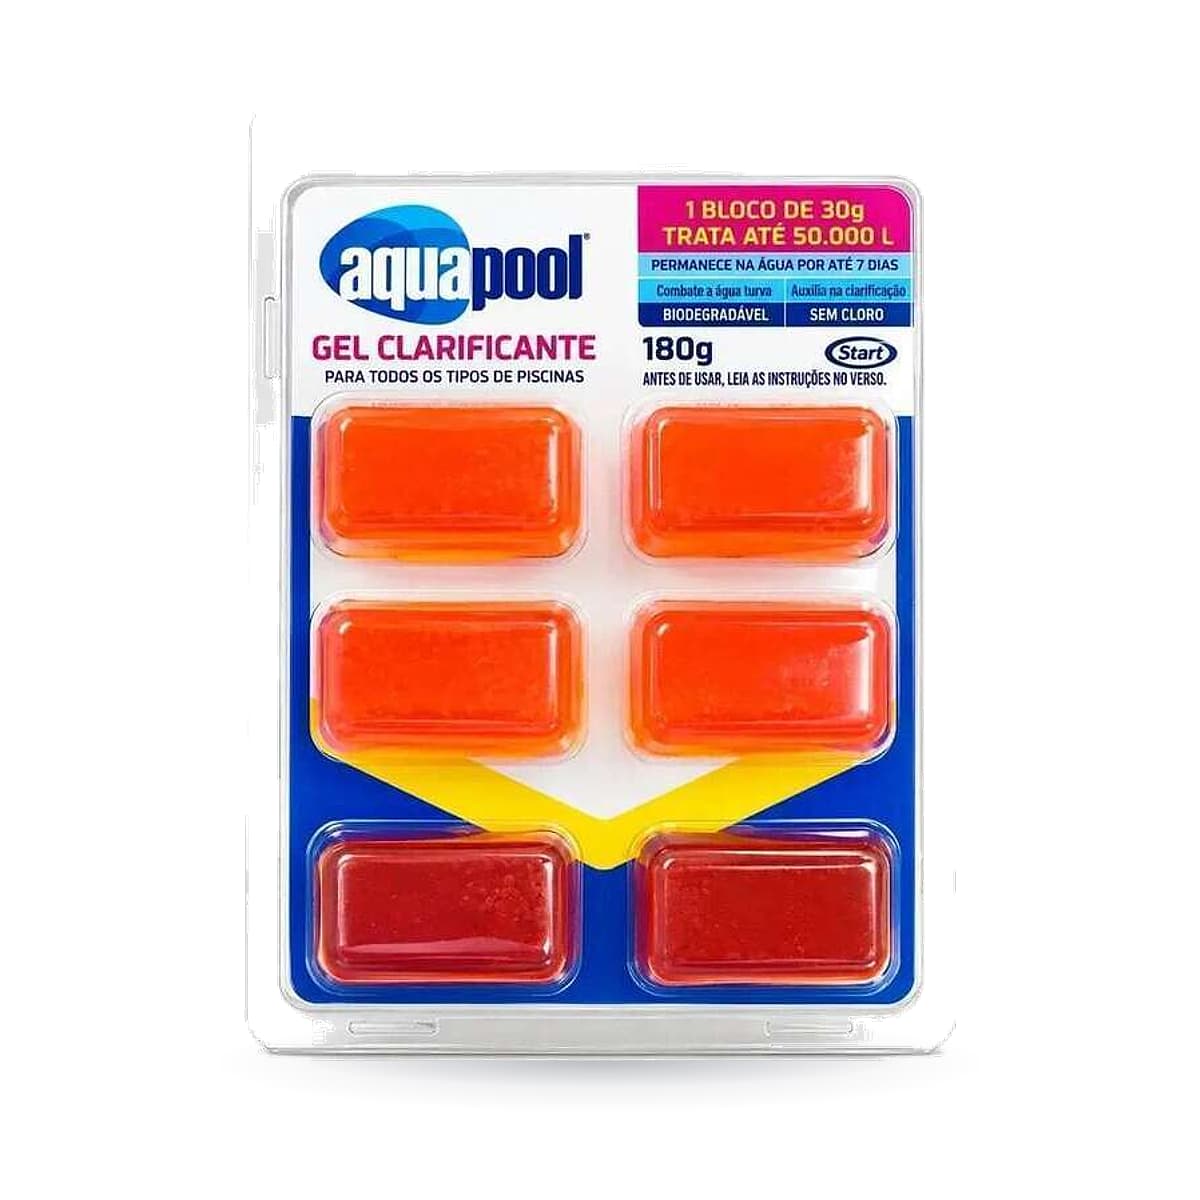 aquapool®
GEL CLARIFICANTE
PARA TODOS OS TIPOS DE PISCINAS
1 BLOCO DE 30g
TRATA ATÉ 50.000 L
PERMANECE NA ÁGUA POR ATÉ 7 DIAS
Combate a água turva
Auxilia na clarificação
BIODEGRADÁVEL
SEM CLORO
180g
Start
ANTES DE USAR, LEIA AS INSTRUÇÕES NO VERSO.